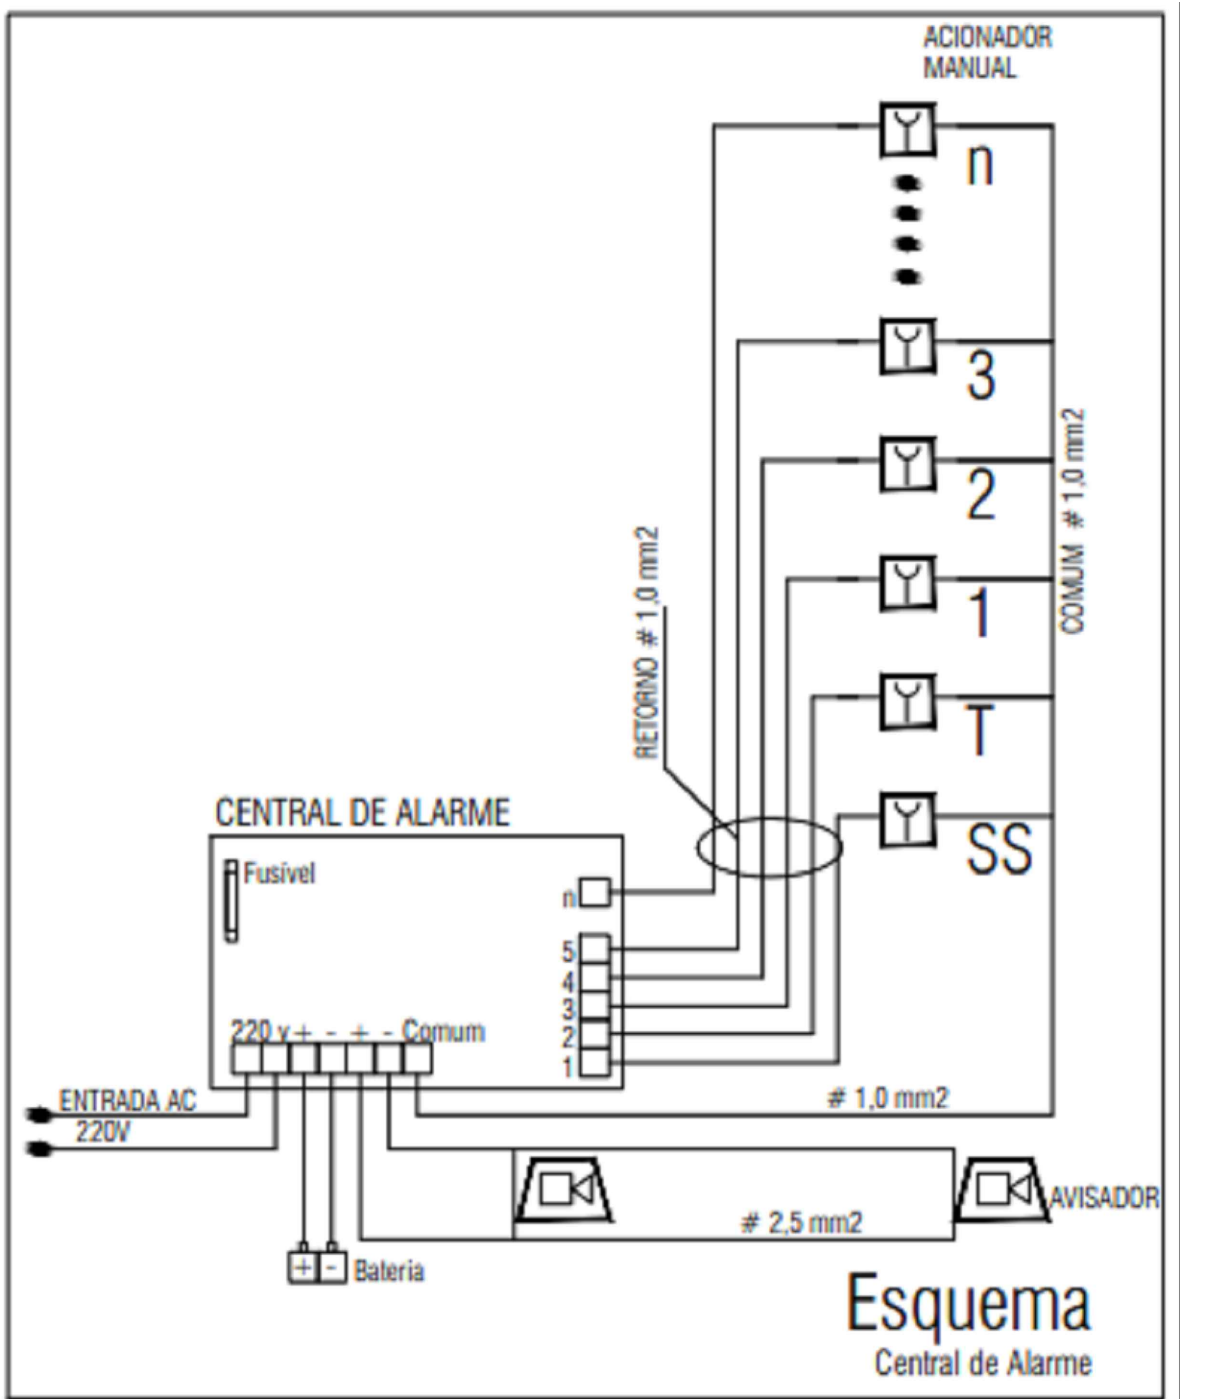 ACIONADOR
MANUAL
n
3
2
1
T
SS
COMUM # 1,0 mm2
RETORNO # 1,0 mm2
CENTRAL DE ALARME
Fusível
n
5
4
3
2
1
220 v + - + - Comum
ENTRADA AC
220V
# 1,0 mm2
AVISADOR
# 2,5 mm2
+ - Bateria
Esquema
Central de Alarme